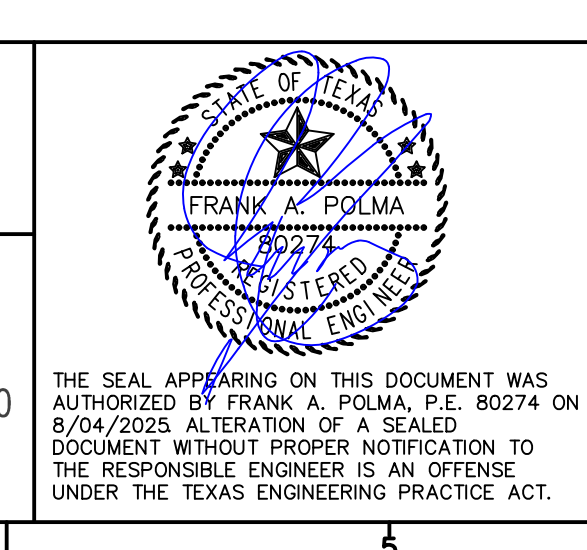 STATE OF TEXAS
FRANK A. POLMA
80274
REGISTERED
PROFESSIONAL ENGINEER
THE SEAL APPEARING ON THIS DOCUMENT WAS
AUTHORIZED BY FRANK A. POLMA, P.E. 80274 ON
8/04/2025. ALTERATION OF A SEALED
DOCUMENT WITHOUT PROPER NOTIFICATION TO
THE RESPONSIBLE ENGINEER IS AN OFFENSE
UNDER THE TEXAS ENGINEERING PRACTICE ACT.
0
5